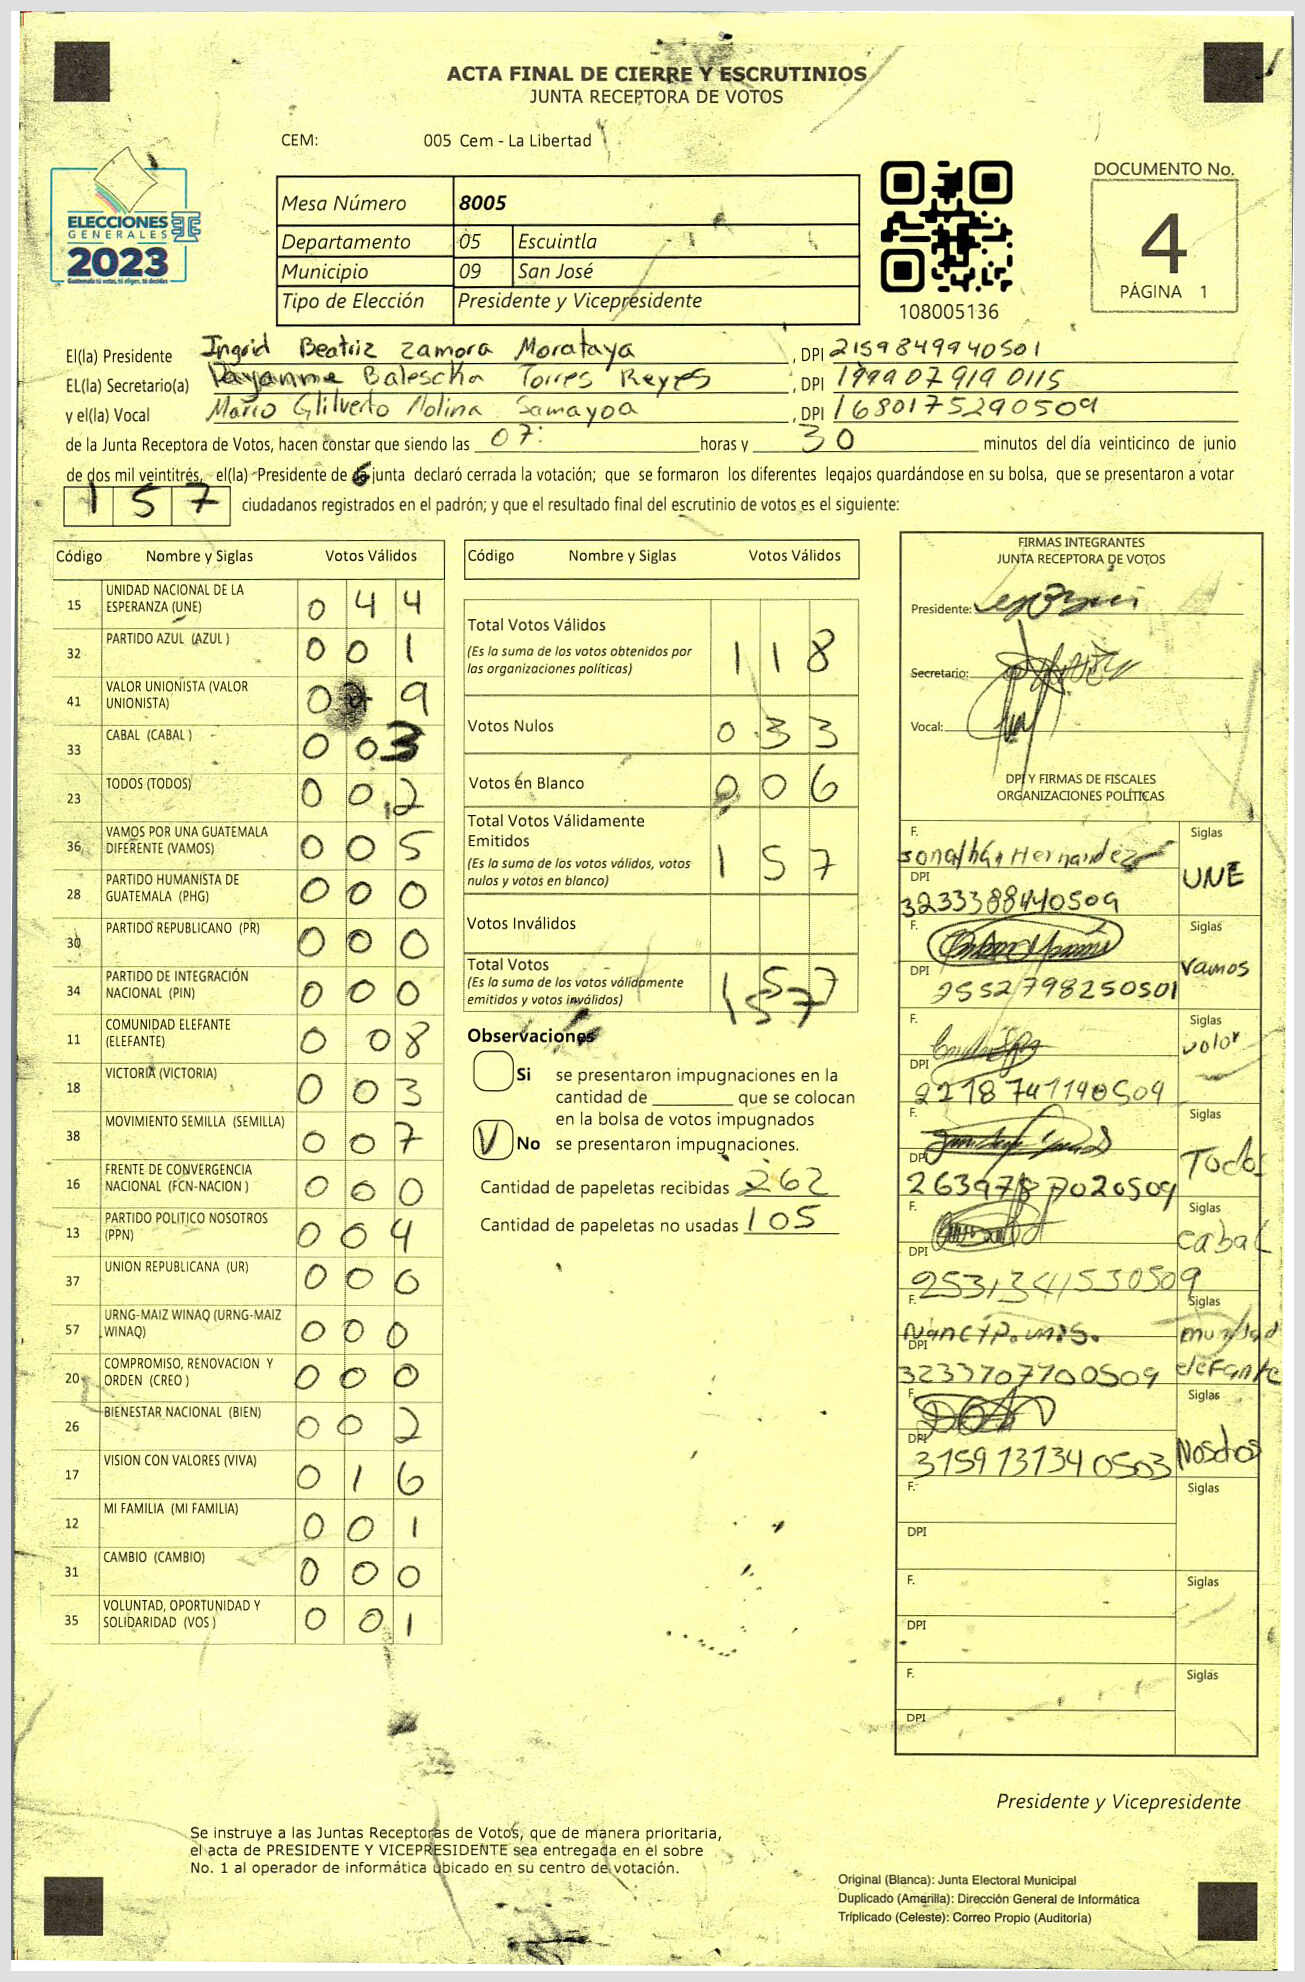 ACTA FINAL DE CIERRE Y ESCRUTINIOS
JUNTA RECEPTORA DE VOTOS
CEM: 005 Cem - La Libertad
ELECCIONES
GENERALES
2023
Guatemala tú votas, tú eliges, tú decides
Mesa Número 8005
Departamento 05 Escuintla
Municipio 09 San José
Tipo de Elección Presidente y Vicepresidente
108005136
DOCUMENTO No.
4
PÁGINA 1
El(la) Presidente Ingrid Beatriz Zamora Morataya, DPI 2159849940501
EL(la) Secretario(a) Dayanne Balescka Torres Reyes, DPI 1999079190115
y el(la) Vocal Mario Glilverto Molina Samayoa, DPI 1680175290509
de la Junta Receptora de Votos, hacen constar que siendo las 07: horas y 30 minutos del día veinticinco de junio
de dos mil veintitrés, el(la) Presidente de la junta declaró cerrada la votación; que se formaron los diferentes legajos guardándose en su bolsa, que se presentaron a votar
157 ciudadanos registrados en el padrón; y que el resultado final del escrutinio de votos es el siguiente:
Código Nombre y Siglas Votos Válidos
15 UNIDAD NACIONAL DE LA ESPERANZA (UNE) 0 4 4
32 PARTIDO AZUL (AZUL ) 0 0 1
41 VALOR UNIONISTA (VALOR UNIONISTA) 0 9
33 CABAL (CABAL ) 0 0 3
23 TODOS (TODOS) 0 0 2
36 VAMOS POR UNA GUATEMALA DIFERENTE (VAMOS) 0 0 5
28 PARTIDO HUMANISTA DE GUATEMALA (PHG) 0 0 0
30 PARTIDO REPUBLICANO (PR) 0 0 0
34 PARTIDO DE INTEGRACIÓN NACIONAL (PIN) 0 0 0
11 COMUNIDAD ELEFANTE (ELEFANTE) 0 0 8
18 VICTORIA (VICTORIA) 0 0 3
38 MOVIMIENTO SEMILLA (SEMILLA) 0 0 7
16 FRENTE DE CONVERGENCIA NACIONAL (FCN-NACION ) 0 0 0
13 PARTIDO POLITICO NOSOTROS (PPN) 0 0 4
37 UNION REPUBLICANA (UR) 0 0 0
57 URNG-MAIZ WINAQ (URNG-MAIZ WINAQ) 0 0 0
20 COMPROMISO, RENOVACION Y ORDEN (CREO ) 0 0 0
26 BIENESTAR NACIONAL (BIEN) 0 0 2
17 VISION CON VALORES (VIVA) 0 1 6
12 MI FAMILIA (MI FAMILIA) 0 0 1
31 CAMBIO (CAMBIO) 0 0 0
35 VOLUNTAD, OPORTUNIDAD Y SOLIDARIDAD (VOS ) 0 0 1
Código Nombre y Siglas Votos Válidos
Total Votos Válidos 1 1 8
(Es la suma de los votos obtenidos por
las organizaciones políticas)
Votos Nulos 0 3 3
Votos en Blanco 0 0 6
Total Votos Válidamente
Emitidos 1 5 7
(Es la suma de los votos válidos, votos
nulos y votos en blanco)
Votos Inválidos
Total Votos 1 5 7
(Es la suma de los votos válidamente
emitidos y votos inválidos) 157
Observaciones
Si se presentaron impugnaciones en la
cantidad de ________ que se colocan
en la bolsa de votos impugnados
V No se presentaron impugnaciones.
Cantidad de papeletas recibidas 262
Cantidad de papeletas no usadas 105
FIRMAS INTEGRANTES
JUNTA RECEPTORA DE VOTOS
Presidente:
Secretario:
Vocal:
DPI Y FIRMAS DE FISCALES
ORGANIZACIONES POLÍTICAS
F. Jonathán Hernandez Siglas
DPI 3233388440509 UNE
F. Siglas
DPI 2552798250501 Vamos
F. Siglas
DPI 2218741140509 valor
F. Siglas
DPI 2639787020509 Todos
F. Siglas
DPI 2531341530509 cabal
F. Siglas
DPI 3233707700509 elefante
F. Siglas
DPI 3159131340503 Nosotros
F. Siglas
DPI
F. Siglas
DPI
F. Siglas
DPI
Presidente y Vicepresidente
Se instruye a las Juntas Receptoras de Votos, que de manera prioritaria,
el acta de PRESIDENTE Y VICEPRESIDENTE sea entregada en el sobre
No. 1 al operador de informática ubicado en su centro de votación.
Original (Blanca): Junta Electoral Municipal
Duplicado (Amarilla): Dirección General de Informática
Triplicado (Celeste): Correo Propio (Auditoría)